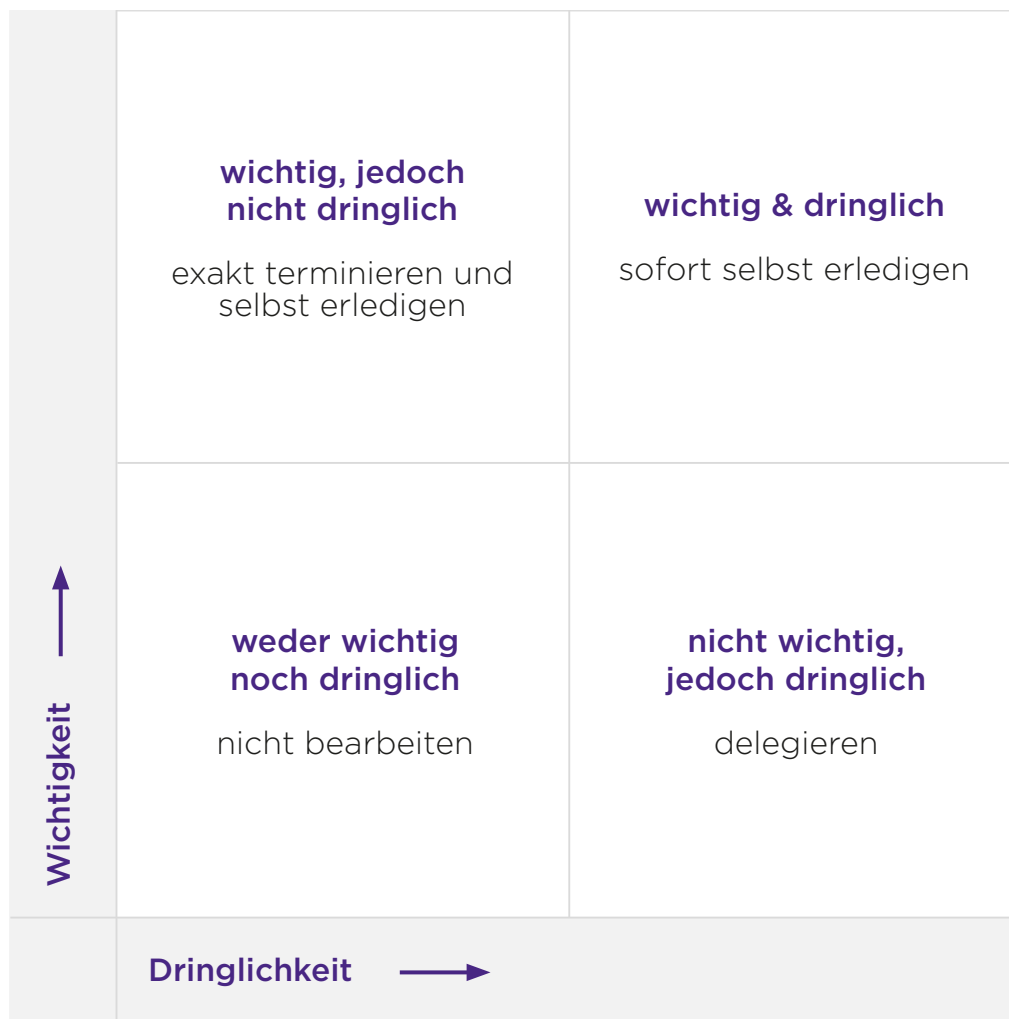 wichtig, jedoch
nicht dringlich
exakt terminieren und
selbst erledigen
wichtig & dringlich
sofort selbst erledigen
weder wichtig
noch dringlich
nicht bearbeiten
nicht wichtig,
jedoch dringlich
delegieren
Wichtigkeit
Dringlichkeit